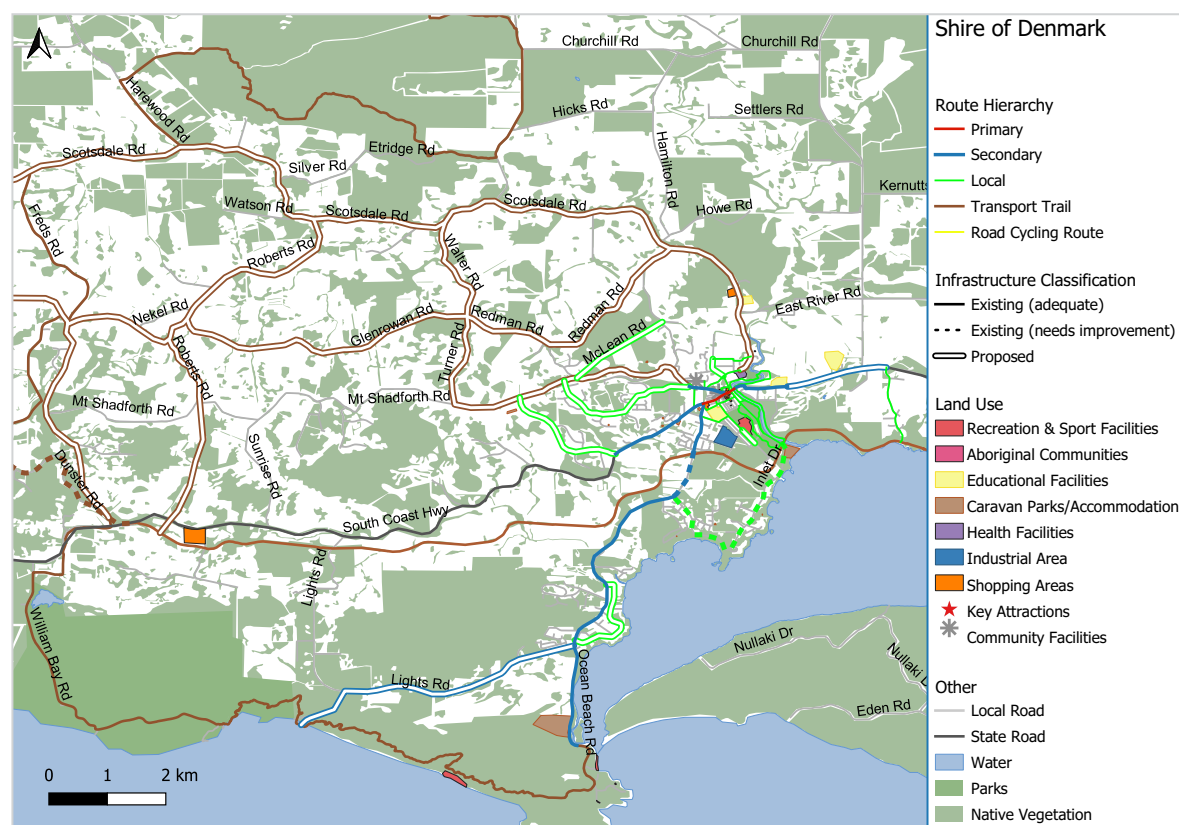 Shire of Denmark
Route Hierarchy
Primary
Secondary
Local
Transport Trail
Road Cycling Route
Infrastructure Classification
Existing (adequate)
Existing (needs improvement)
Proposed
Land Use
Recreation & Sport Facilities
Aboriginal Communities
Educational Facilities
Caravan Parks/Accommodation
Health Facilities
Industrial Area
Shopping Areas
Key Attractions
Community Facilities
Other
Local Road
State Road
Water
Parks
Native Vegetation
Churchill Rd
Churchill Rd
Harewood Rd
Hicks Rd
Settlers Rd
Scotsdale Rd
Etridge Rd
Silver Rd
Hamilton Rd
Kernutts
Freds Rd
Watson Rd
Scotsdale Rd
Scotsdale Rd
Howe Rd
Roberts Rd
Walter Rd
Nekel Rd
East River Rd
Glenrowan Rd
Redman Rd
Redman Rd
McLean Rd
Roberts Rd
Turner Rd
Mt Shadforth Rd
Mt Shadforth Rd
Sunrise Rd
Dunster Rd
Inlet Dr
South Coast Hwy
Lights Rd
William Bay Rd
Nullaki Dr
Nullaki
Ocean Beach Rd
Lights Rd
Eden Rd
0 1 2 km